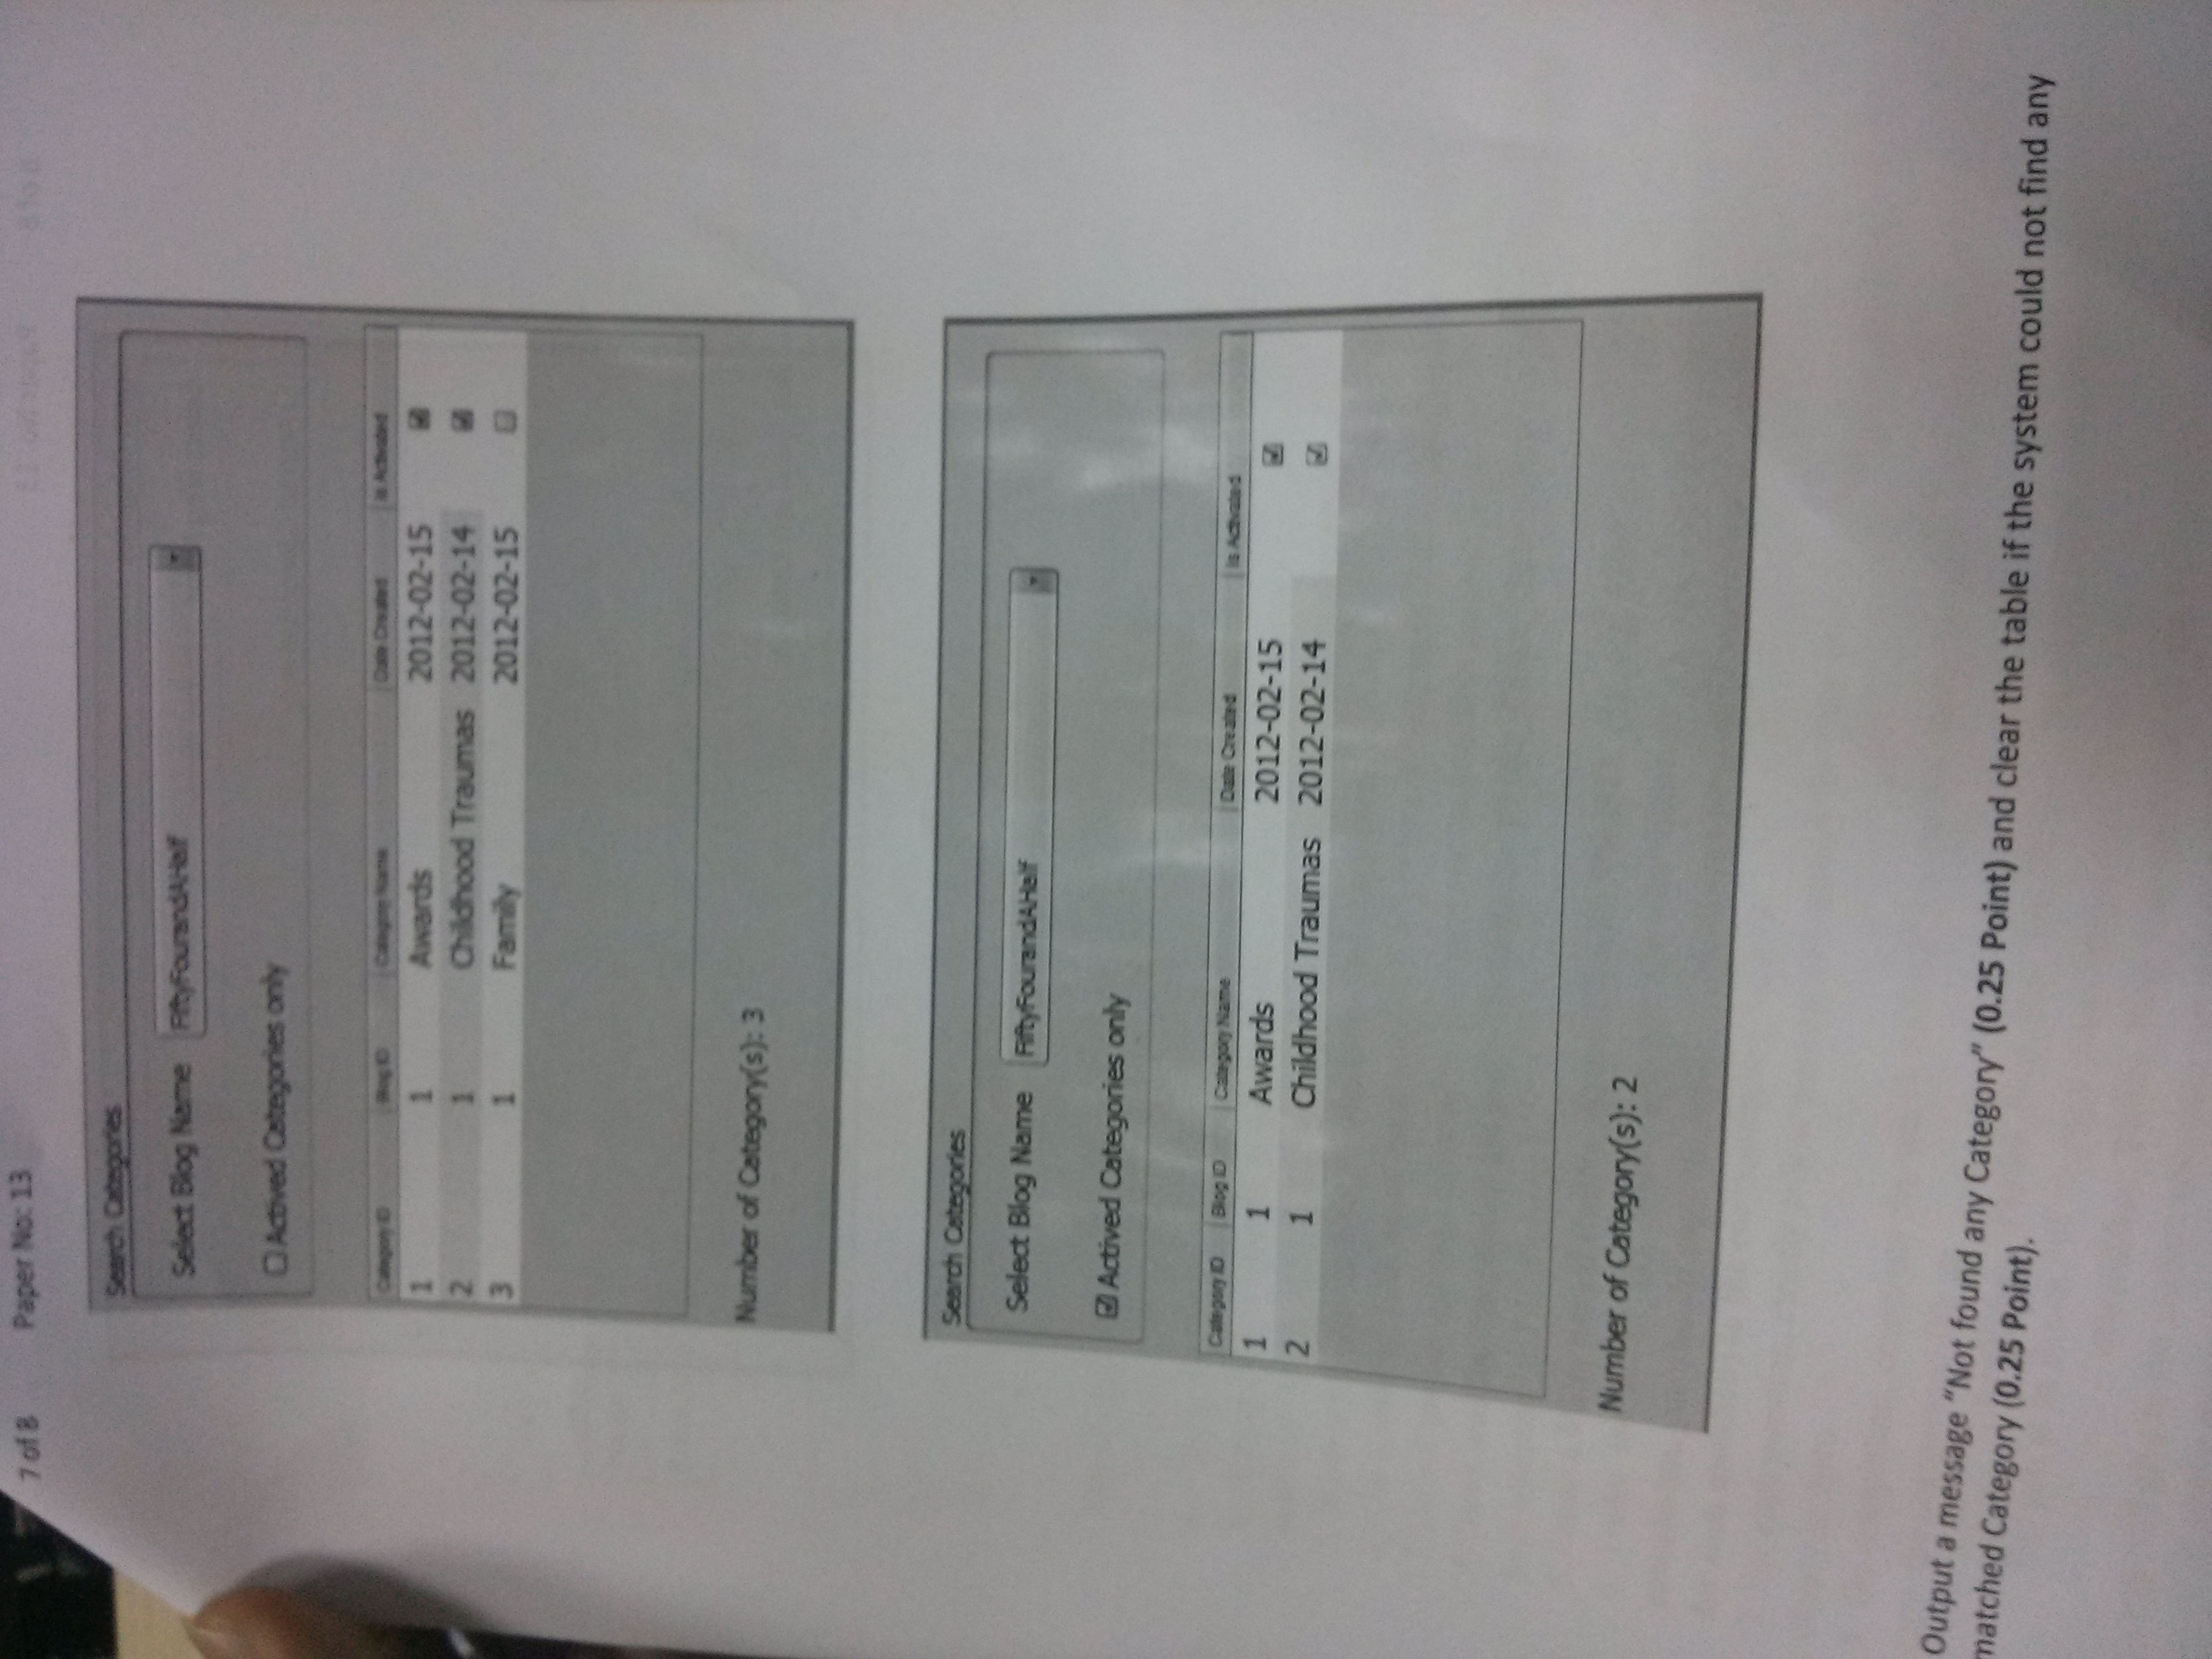 7 of 8 Paper No: 13
Search Categories
Select Blog Name FiftyFourandAHalf
Actived Categories only
Category ID Blog ID Category Name Date Created Is Activated
1 1 Awards 2012-02-15
2 1 Childhood Traumas 2012-02-14
3 1 Family 2012-02-15
Number of Category(s): 3
Search Categories
Select Blog Name FiftyFourandAHalf
Actived Categories only
Category ID Blog ID Category Name Date Created Is Activated
1 1 Awards 2012-02-15
2 1 Childhood Traumas 2012-02-14
Number of Category(s): 2
Output a message “Not found any Category” (0.25 Point) and clear the table if the system could not find any
matched Category (0.25 Point).